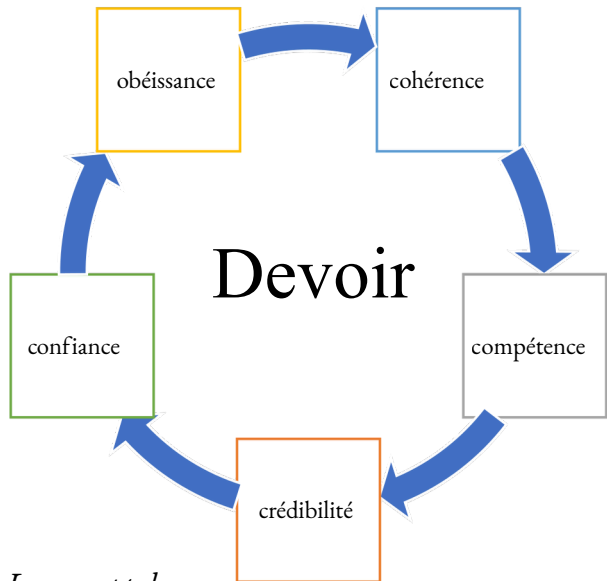 obéissance
cohérence
Devoir
confiance
compétence
crédibilité